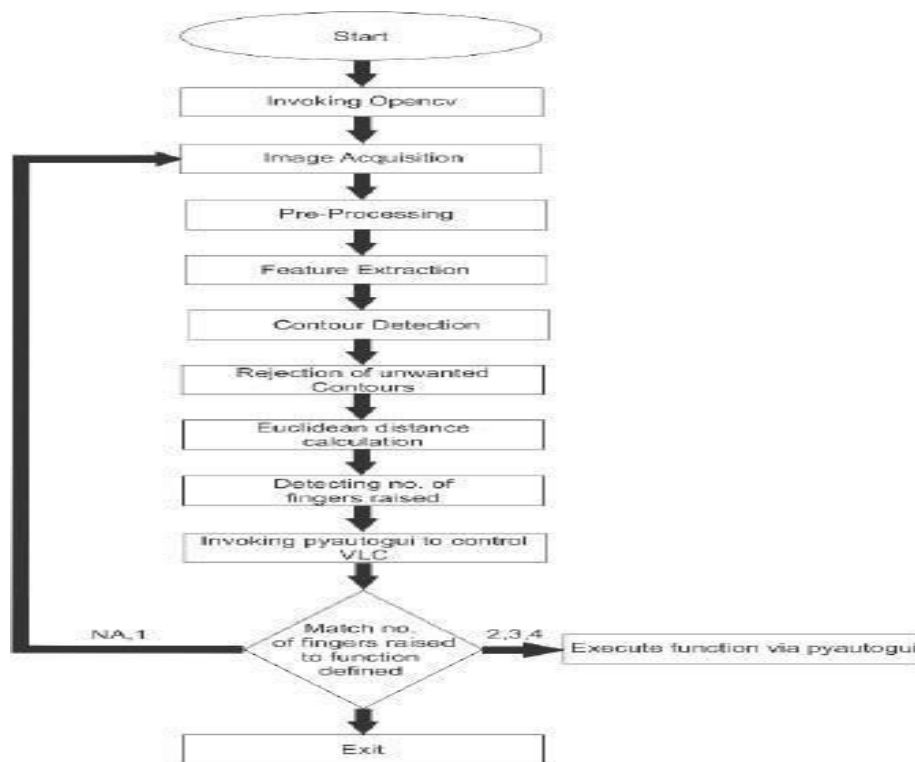 Start
Invoking Opencv
Image Acquisition
Pre-Processing
Feature Extraction
Contour Detection
Rejection of unwanted
Contours
Euclidean distance
calculation
Detecting no. of
fingers raised
Invoking pyautogui to control
VLC
NA,1
Match no.
of fingers raised
to function
defined
2,3,4
Execute function via pyautogui
Exit